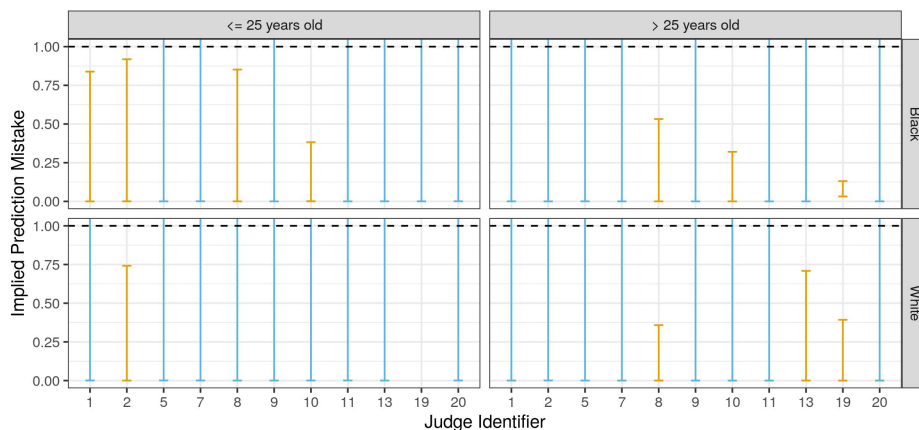 <= 25 years old
> 25 years old
Implied Prediction Mistake
1.00
0.75
0.50
0.25
0.00
Black
1.00
0.75
0.50
0.25
0.00
White
1 2 5 7 8 9 10 11 13 19 20
1 2 5 7 8 9 10 11 13 19 20
Judge Identifier